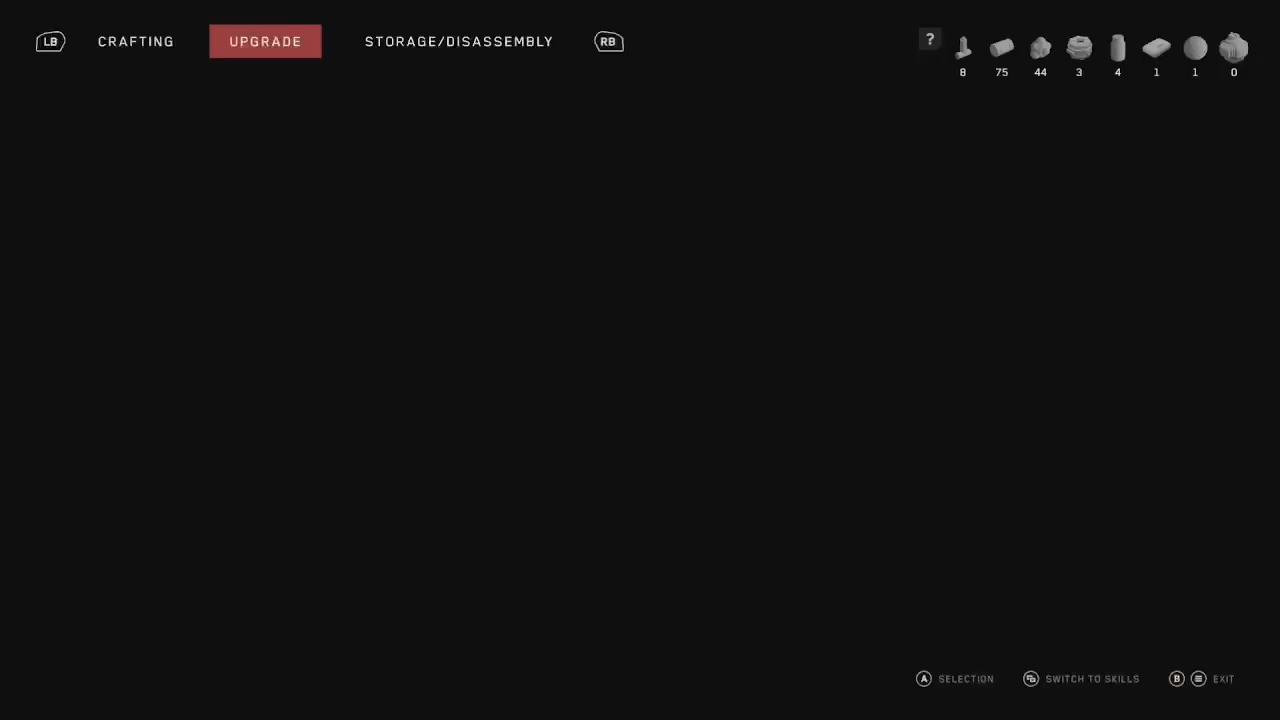 LB CRAFTING UPGRADE STORAGE/DISASSEMBLY RB
?
8 75 44 3 4 1 1 0
A SELECTION SWITCH TO SKILLS B EXIT